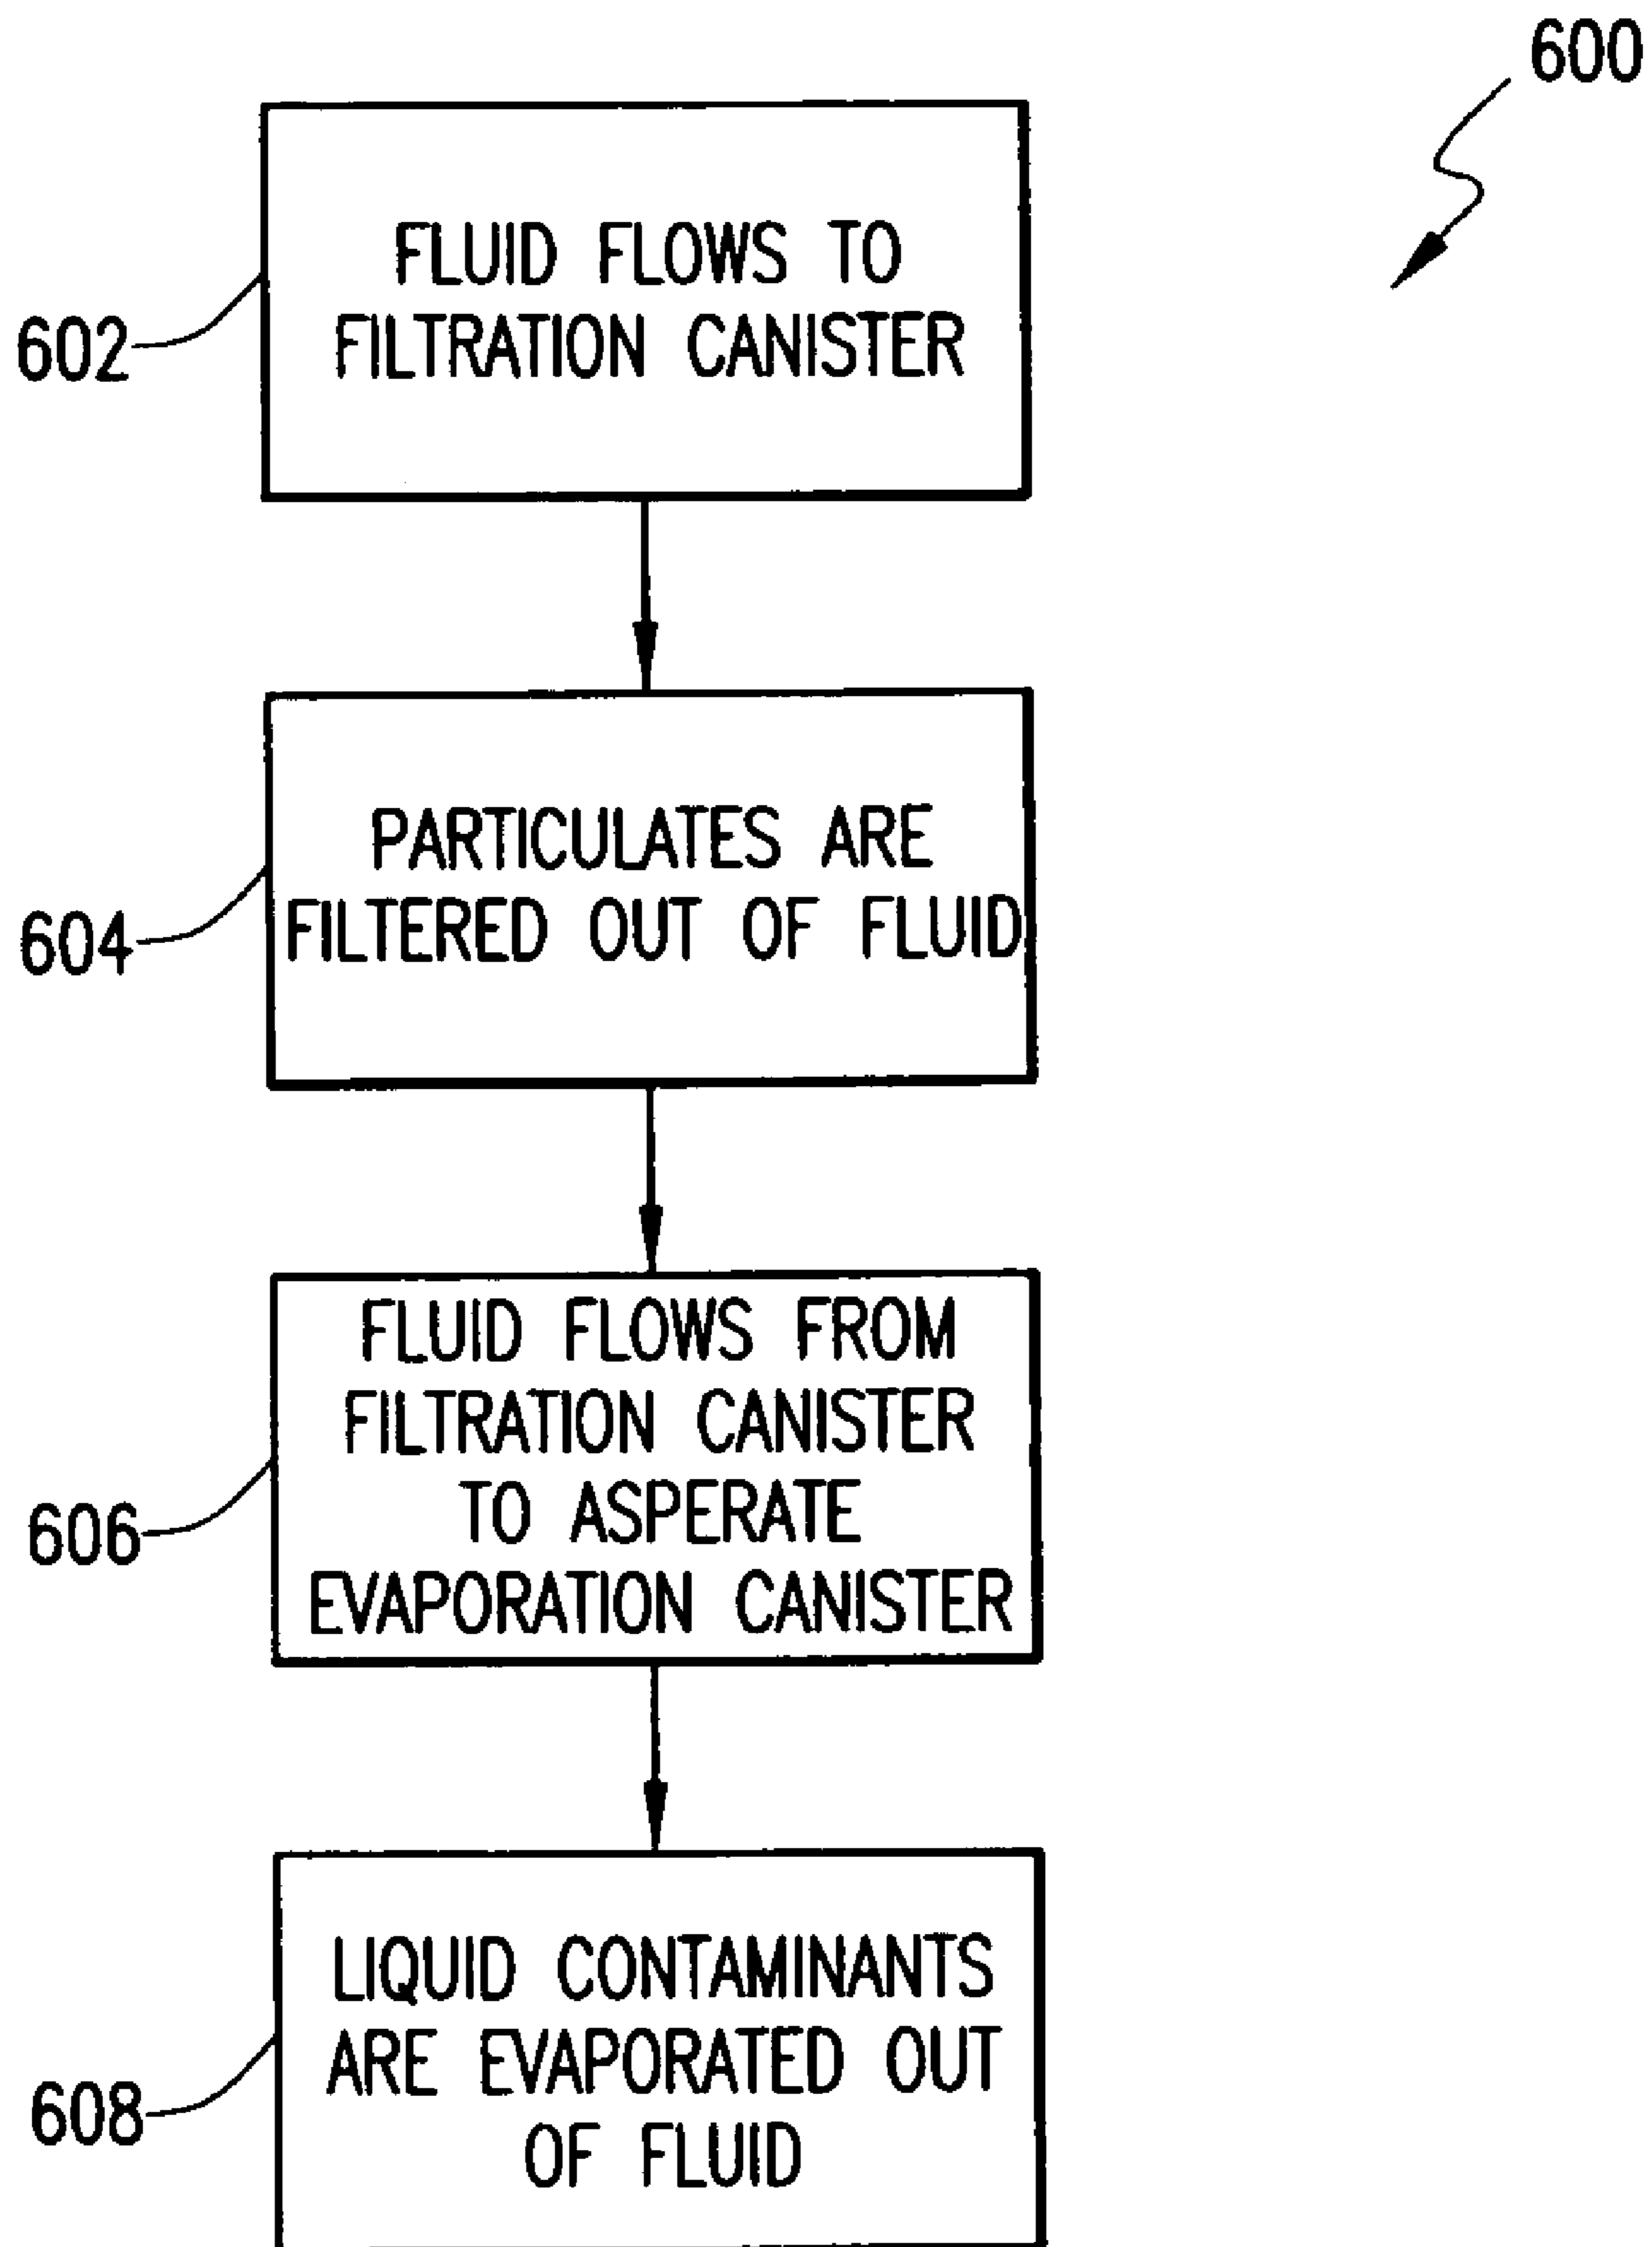 600
FLUID FLOWS TO
FILTRATION CANISTER
602
PARTICULATES ARE
FILTERED OUT OF FLUID
604
FLUID FLOWS FROM
FILTRATION CANISTER
TO ASPERATE
EVAPORATION CANISTER
606
LIQUID CONTAMINANTS
ARE EVAPORATED OUT
OF FLUID
608